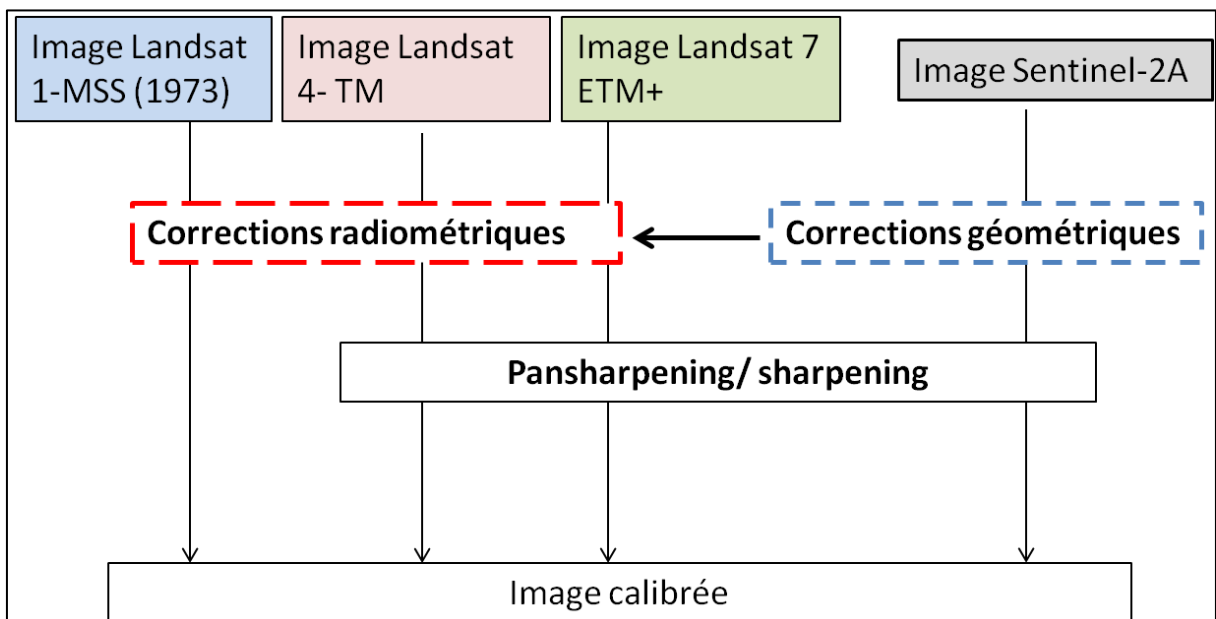 Image Landsat
1-MSS (1973)
Image Landsat
4- TM
Image Landsat 7
ETM+
Image Sentinel-2A
Corrections radiométriques
Corrections géométriques
Pansharpening/ sharpening
Image calibrée